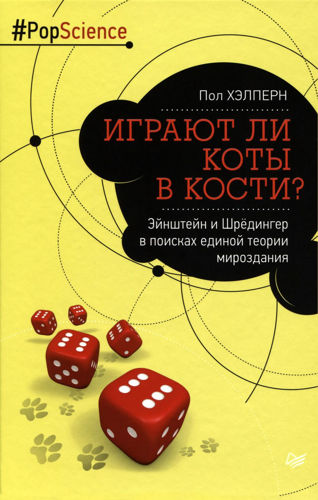 #PopScience
Пол ХЭЛПЕРН
ИГРАЮТ ЛИ
КОТЫ
В КОСТИ?
Эйнштейн и Шрёдингер
в поисках единой теории
мироздания